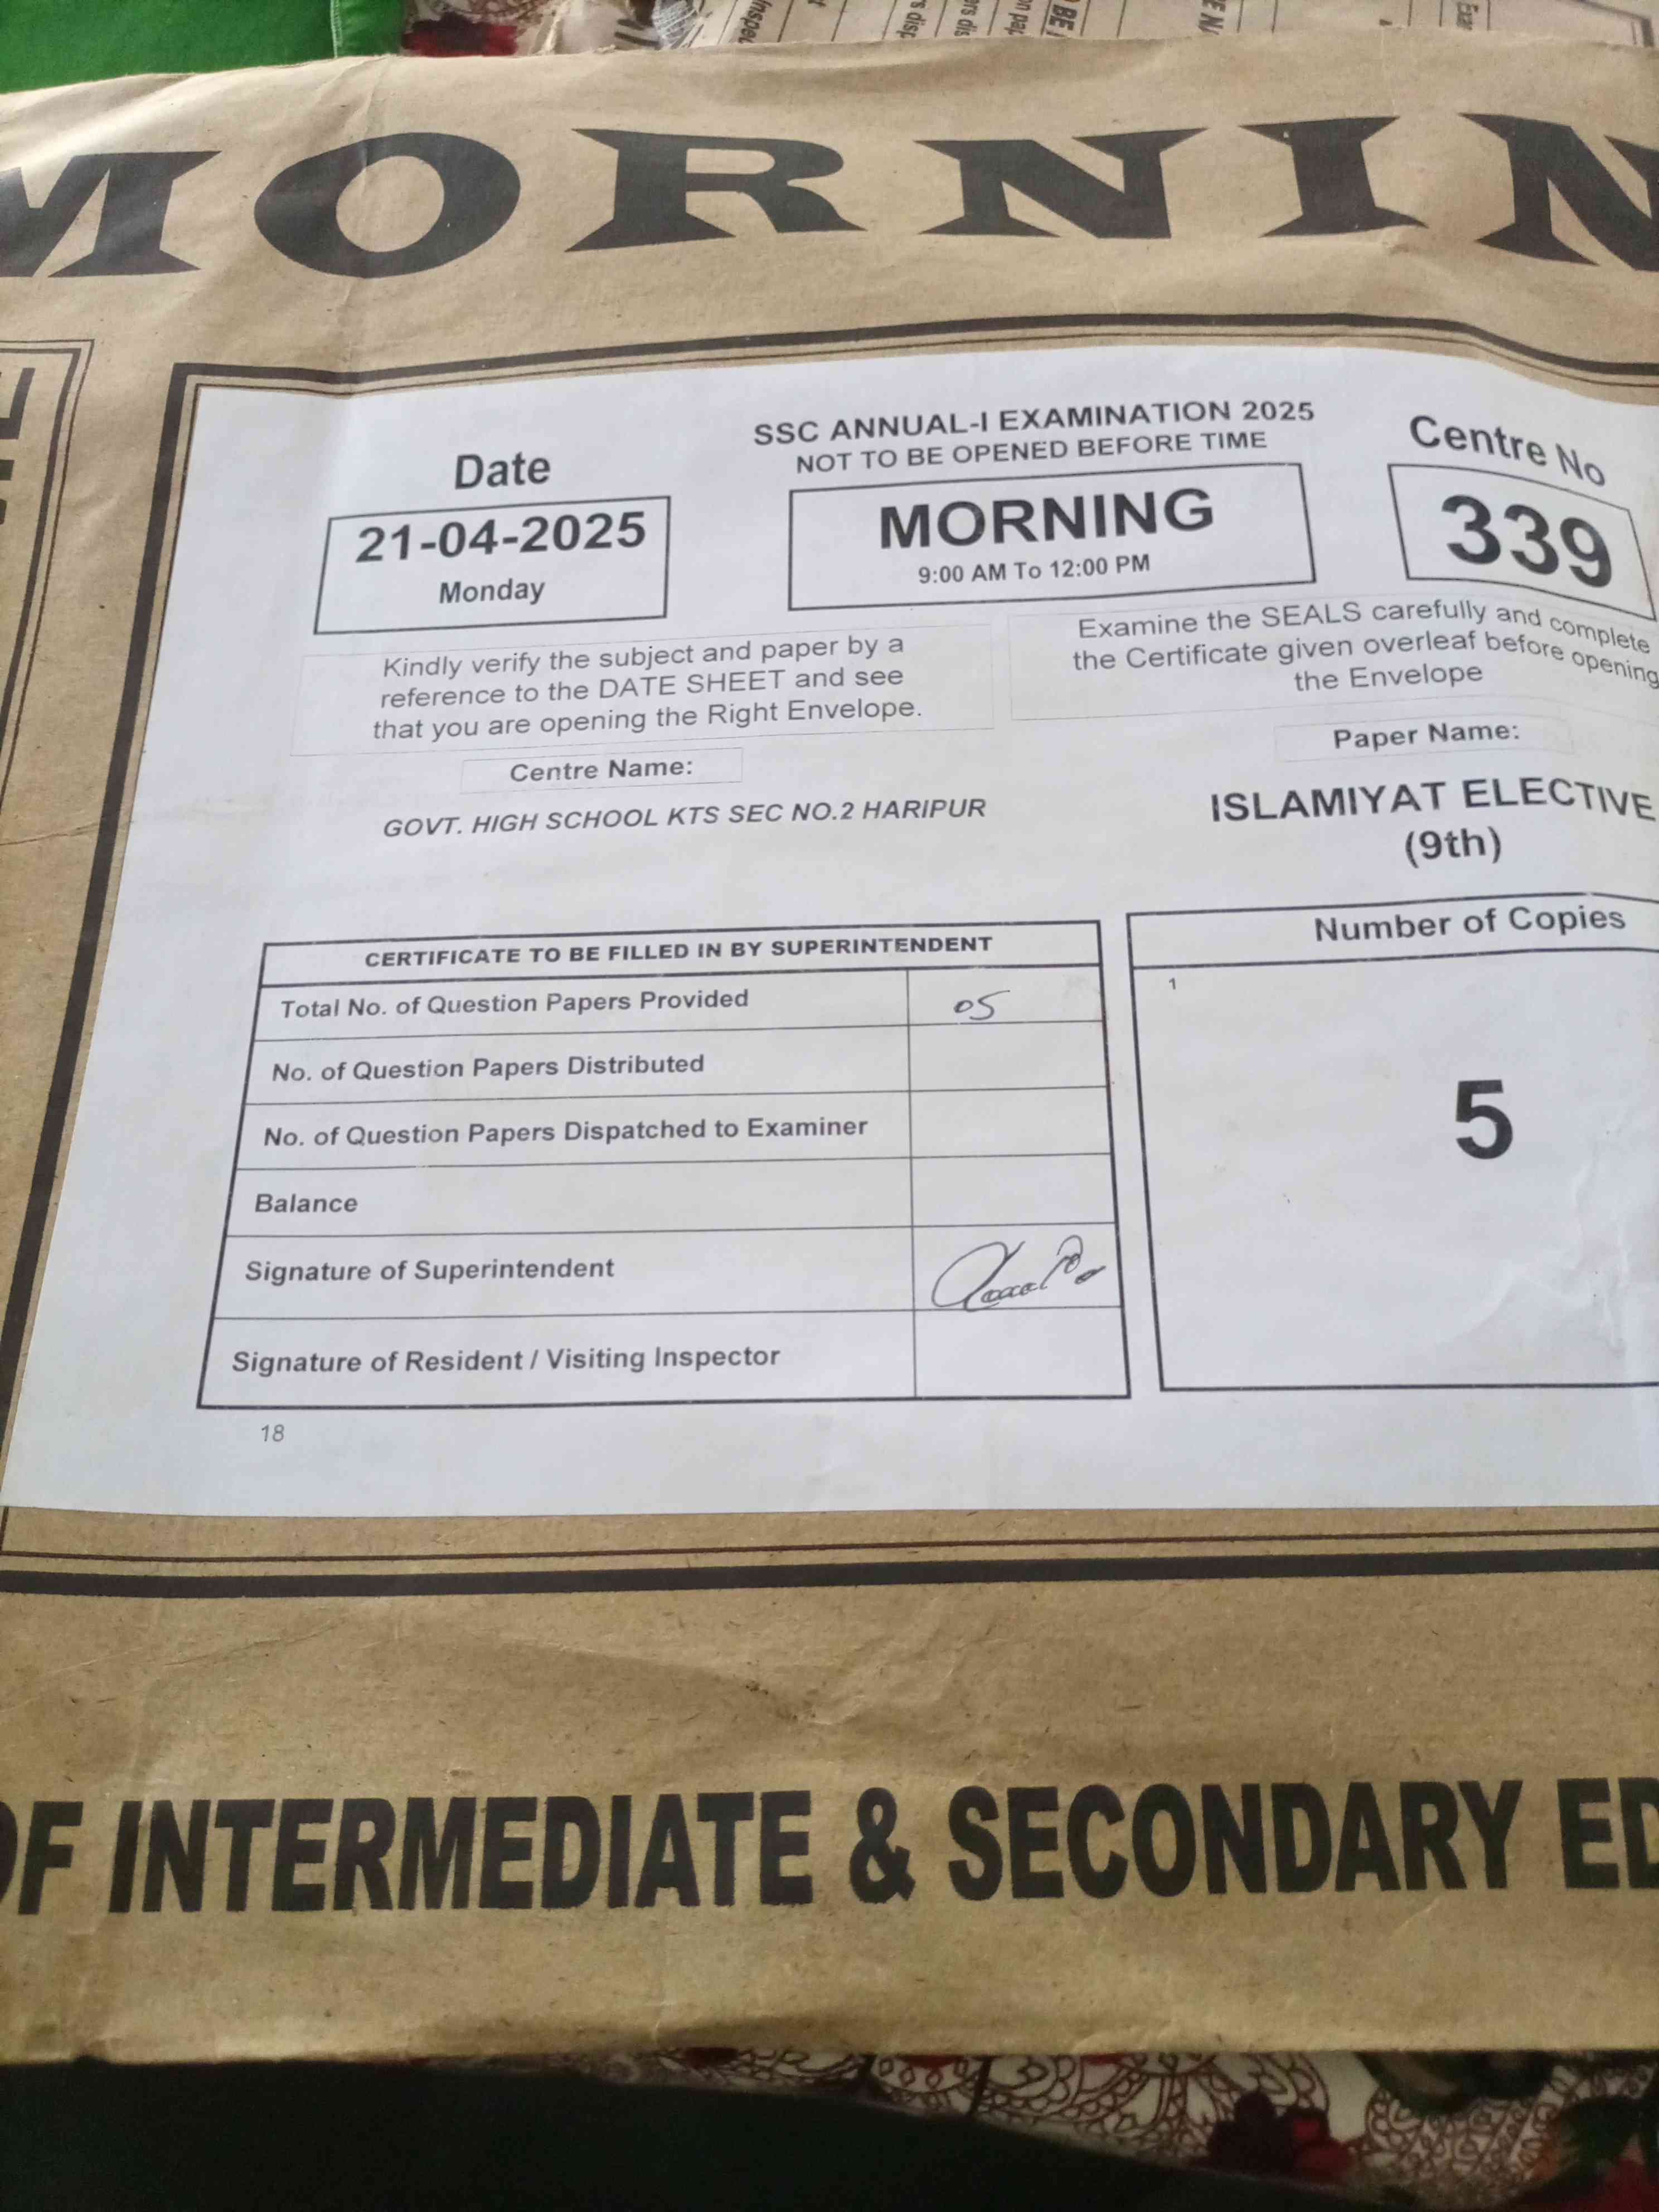 MORNIN
SSC ANNUAL-I EXAMINATION 2025
NOT TO BE OPENED BEFORE TIME
Date
21-04-2025
Monday
MORNING
9:00 AM To 12:00 PM
Centre No
339
Kindly verify the subject and paper by a
reference to the DATE SHEET and see
that you are opening the Right Envelope.
Examine the SEALS carefully and complete
the Certificate given overleaf before opening
the Envelope
Centre Name:
GOVT. HIGH SCHOOL KTS SEC NO.2 HARIPUR
Paper Name:
ISLAMIYAT ELECTIVE
(9th)
CERTIFICATE TO BE FILLED IN BY SUPERINTENDENT
Total No. of Question Papers Provided 05
No. of Question Papers Distributed
No. of Question Papers Dispatched to Examiner
Balance
Signature of Superintendent
Signature of Resident / Visiting Inspector
Number of Copies
1
5
18
OF INTERMEDIATE & SECONDARY ED